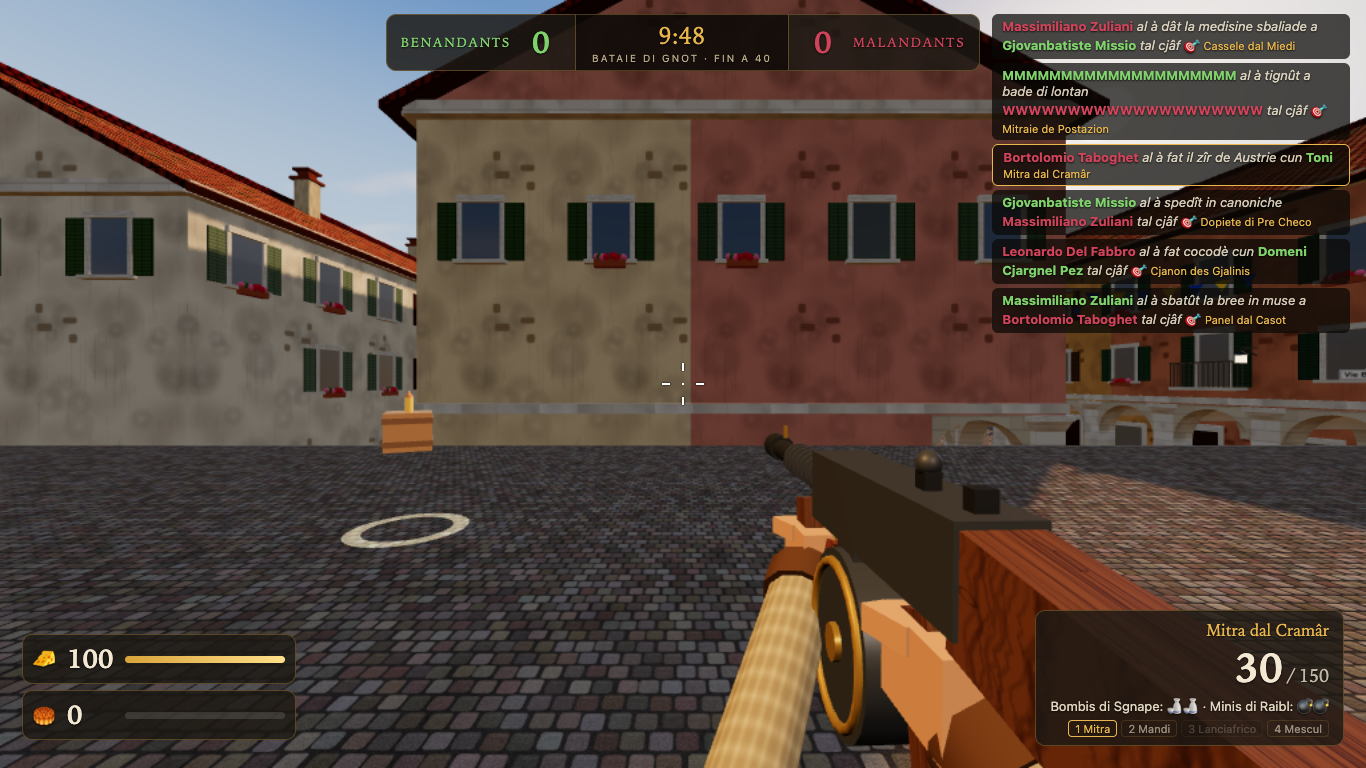 BENANDANTS 0
9:48
BATAIE DI GNOT · FIN A 40
0 MALANDANTS
Massimiliano Zuliani al à dât la medisine sbaliade a
Gjovanbatiste Missio tal cjâf Cassele dal Miedi
MMMMMMMMMMMMMMMMMMMM al à tignût a
bade di lontan
WWWWWWWWWWWWWWWWWWWW tal cjâf
Mitraie de Postazion
Bortolomio Taboghet al à fat il zîr de Austrie cun Toni
Mitra dal Cramâr
Gjovanbatiste Missio al à spedît in canoniche
Massimiliano Zuliani tal cjâf Dopiete di Pre Checo
Leonardo Del Fabbro al à fat cocodè cun Domeni
Cjargnel Pez tal cjâf Cjanon des Gjalinis
Massimiliano Zuliani al à sbatût la bree in muse a
Bortolomio Taboghet tal cjâf Panel dal Casot
100
0
Mitra dal Cramâr
30 / 150
Bombis di Sgnape: · Minis di Raibl:
1 Mitra 2 Mandi 3 Lanciafrico 4 Mescul